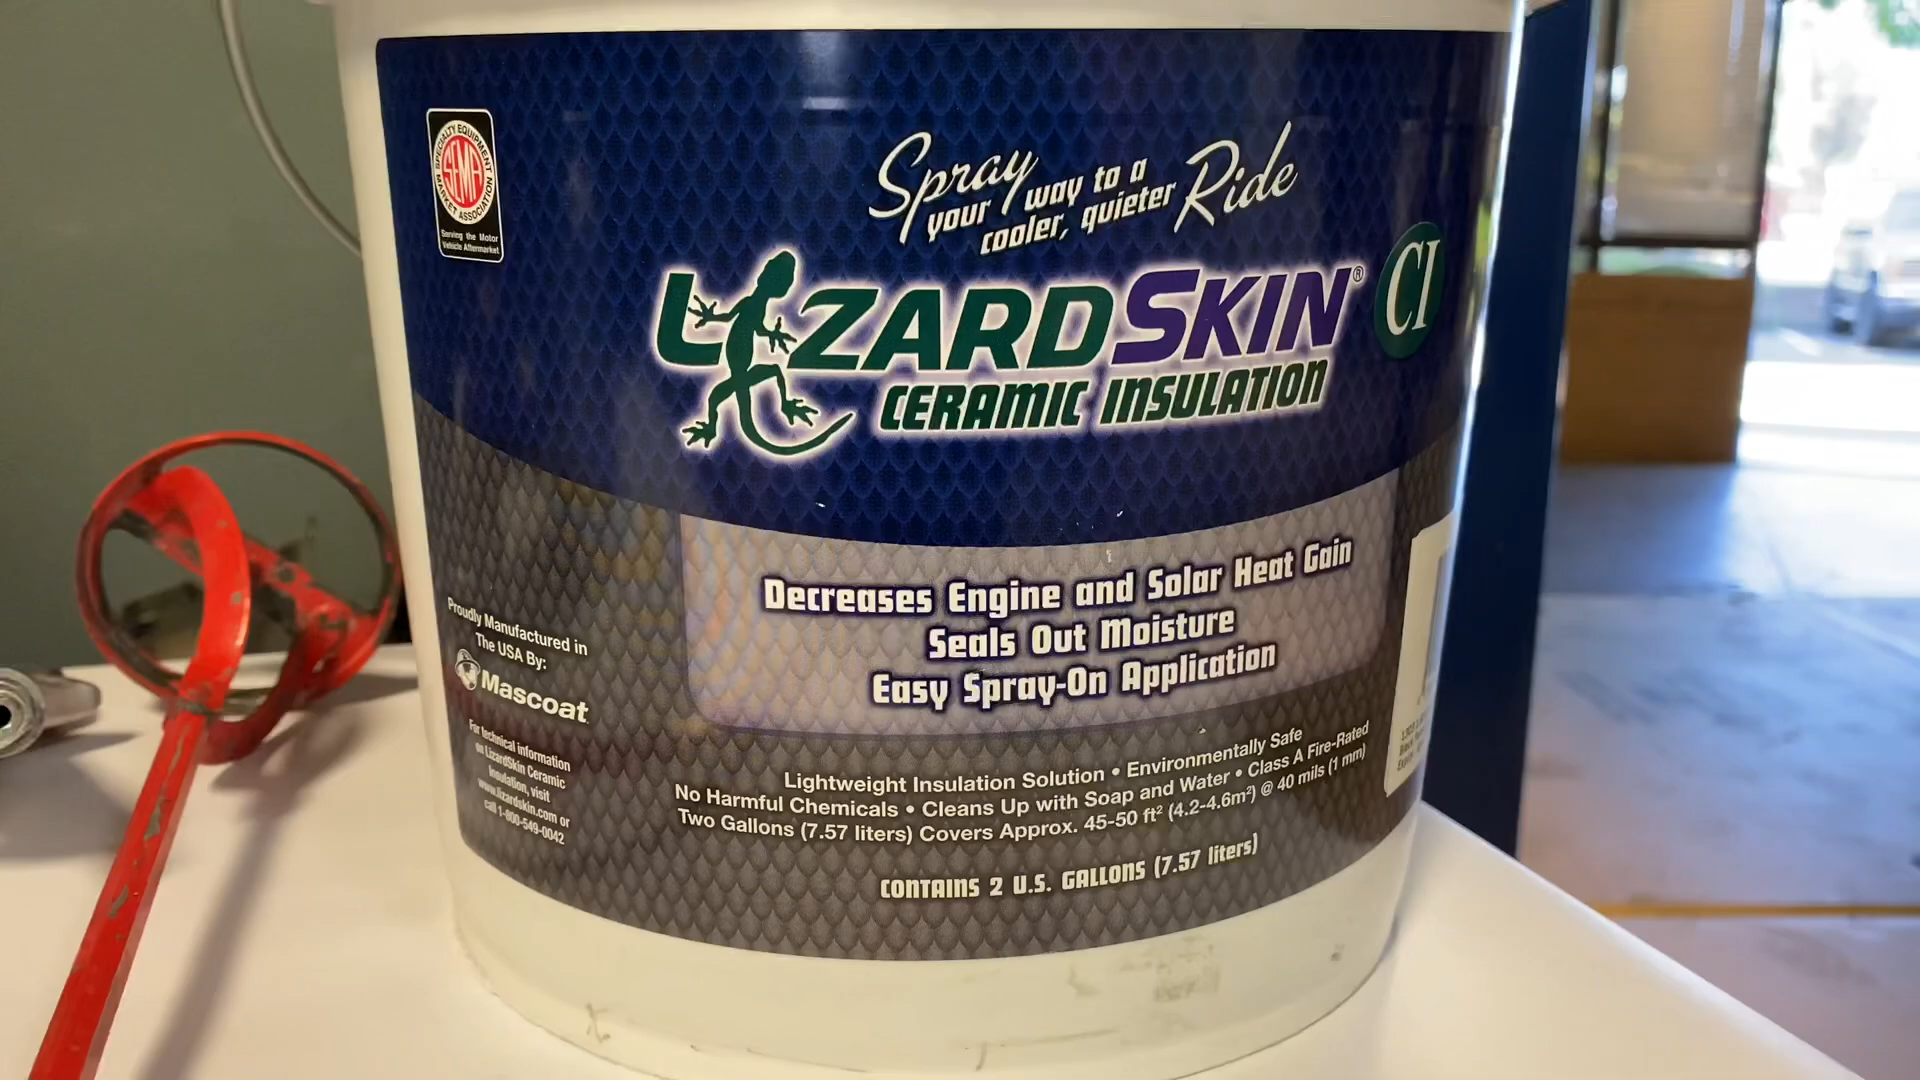 SPECIALTY EQUIPMENT
SEMA
MARKET ASSOCIATION
Serving the Motor
Vehicle Aftermarket
Spray your way to a
cooler, quieter Ride
LIZARDSKIN®
CI
CERAMIC INSULATION
Decreases Engine and Solar Heat Gain
Seals Out Moisture
Easy Spray-On Application
Proudly Manufactured in
The USA By:
Mascoat
For technical information
on LizardSkin Ceramic
Insulation, visit
www.lizardskin.com or
call 1-800-549-0042
Lightweight Insulation Solution • Environmentally Safe
No Harmful Chemicals • Cleans Up with Soap and Water • Class A Fire-Rated
Two Gallons (7.57 liters) Covers Approx. 45-50 ft² (4.2-4.6m²) @ 40 mils (1 mm)
CONTAINS 2 U.S. GALLONS (7.57 liters)